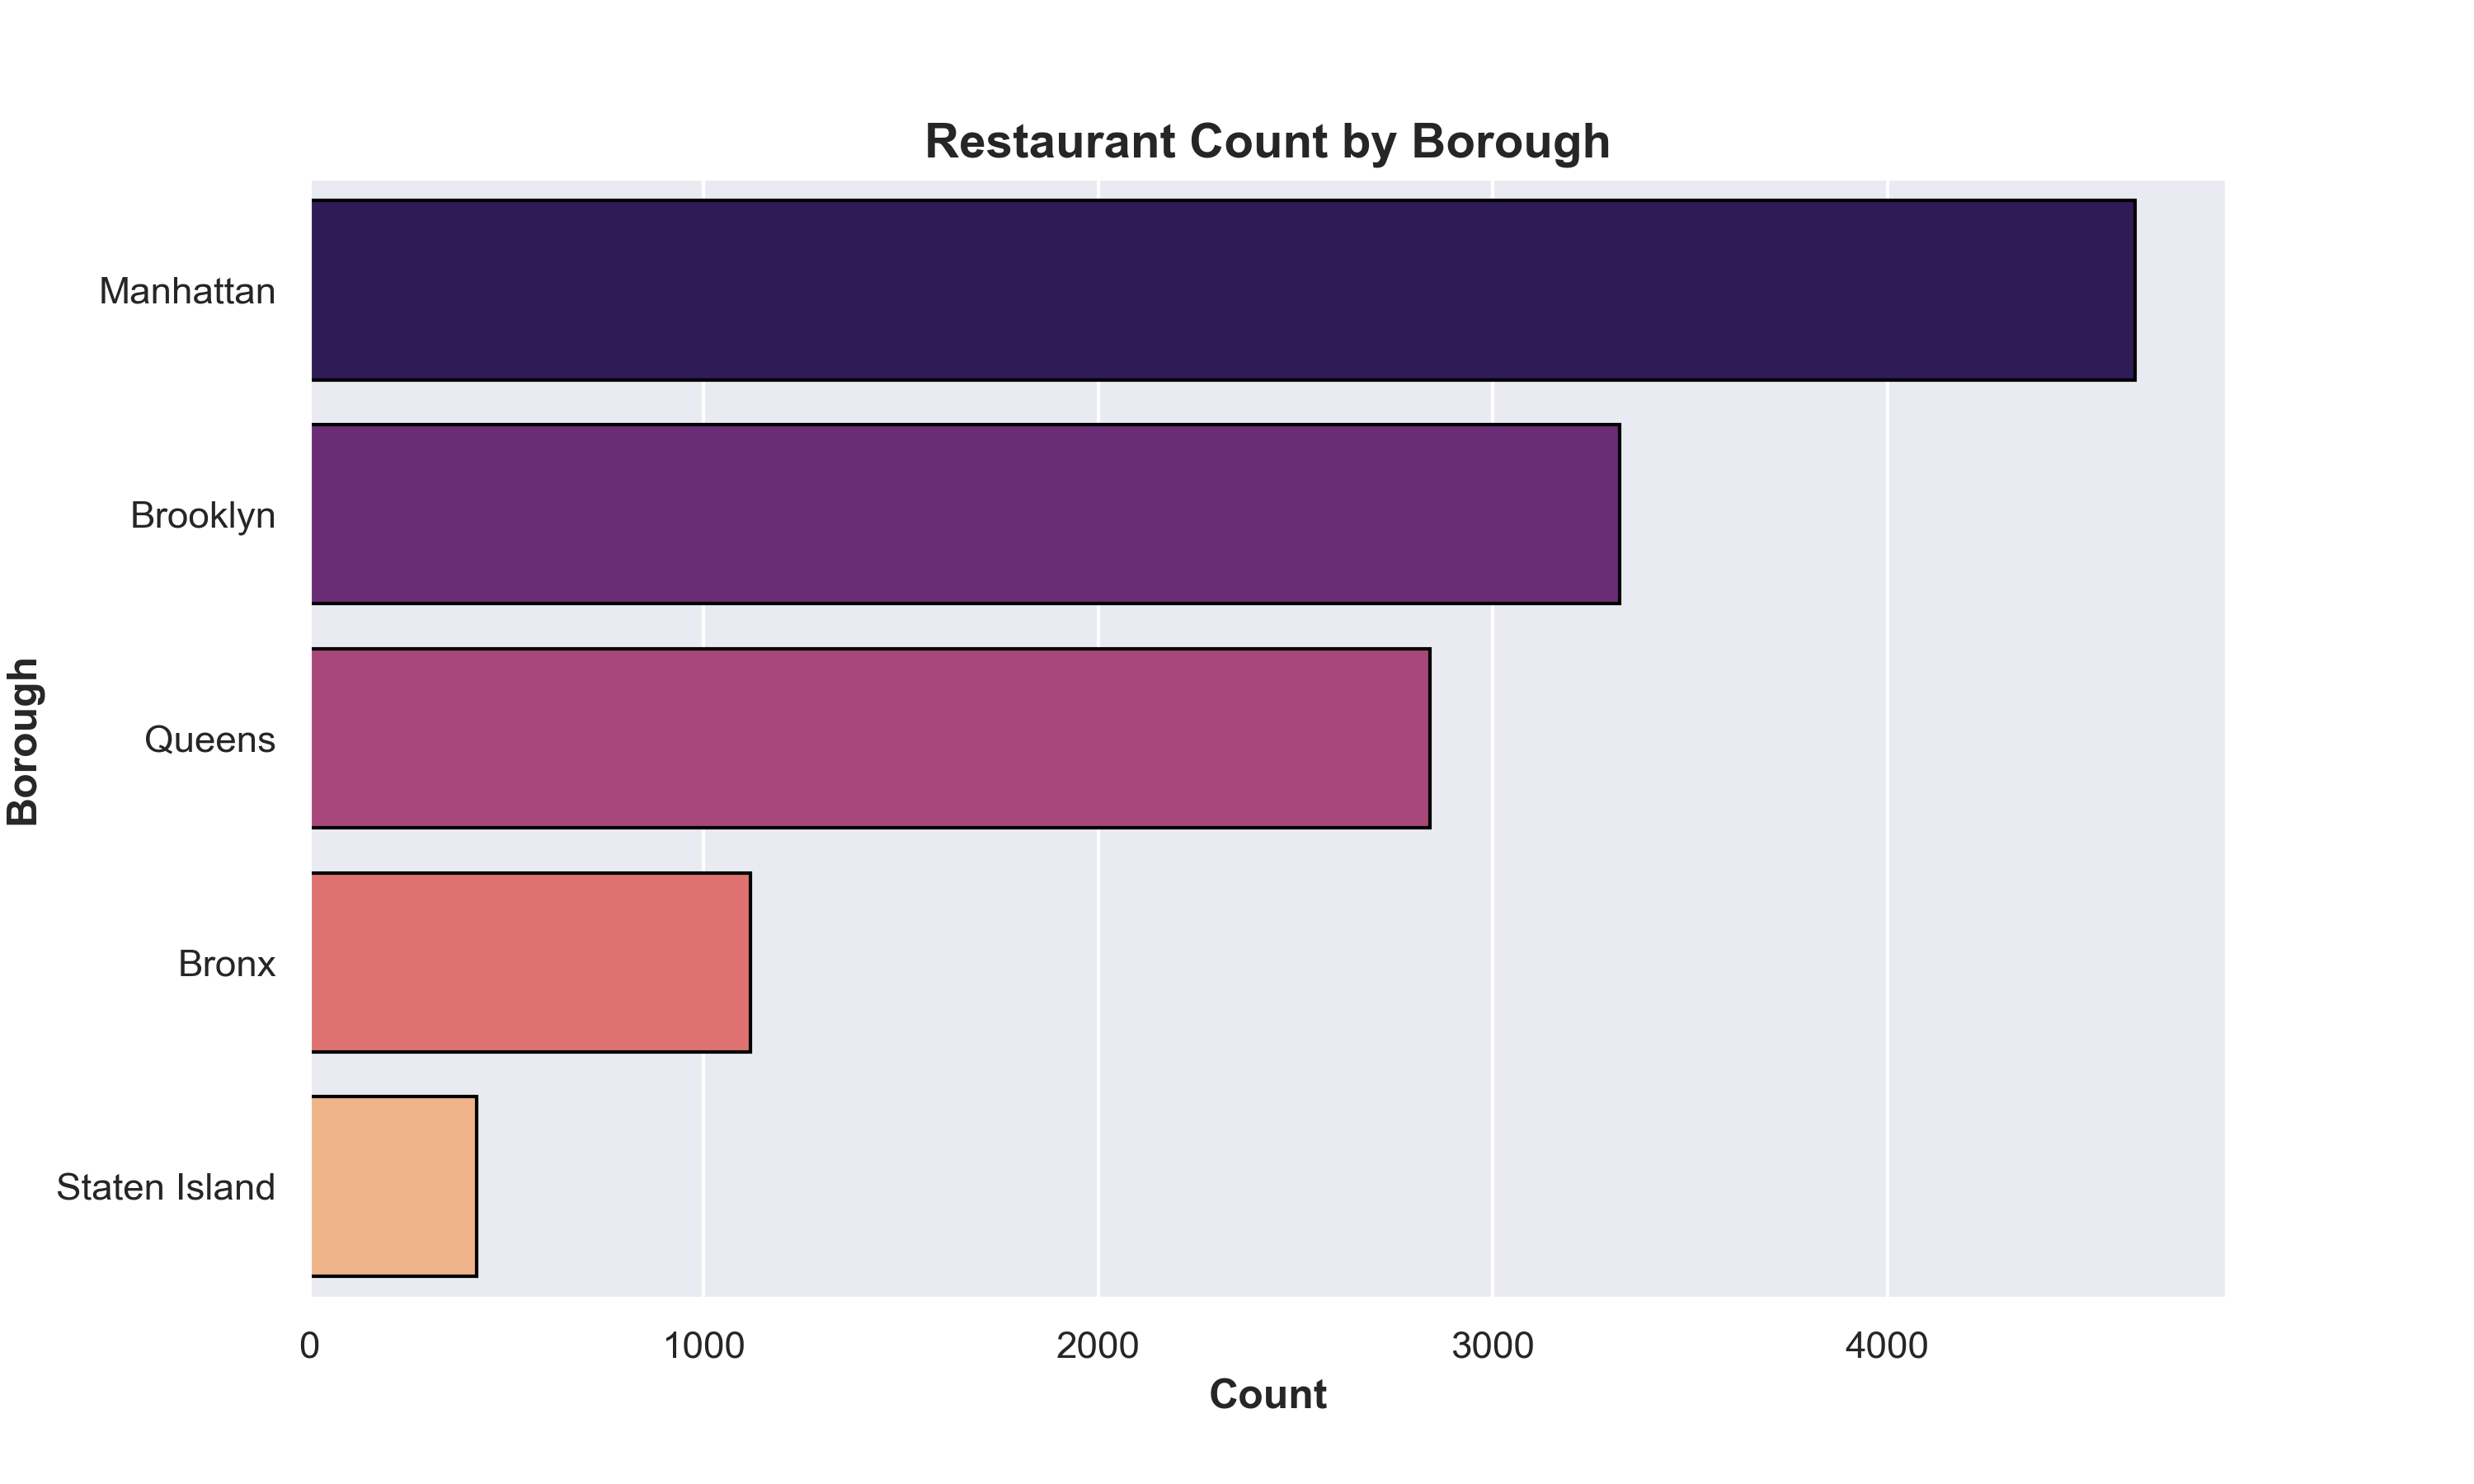 Restaurant Count by Borough
Manhattan
Brooklyn
Queens
Bronx
Staten Island
Borough
0 1000 2000 3000 4000
Count